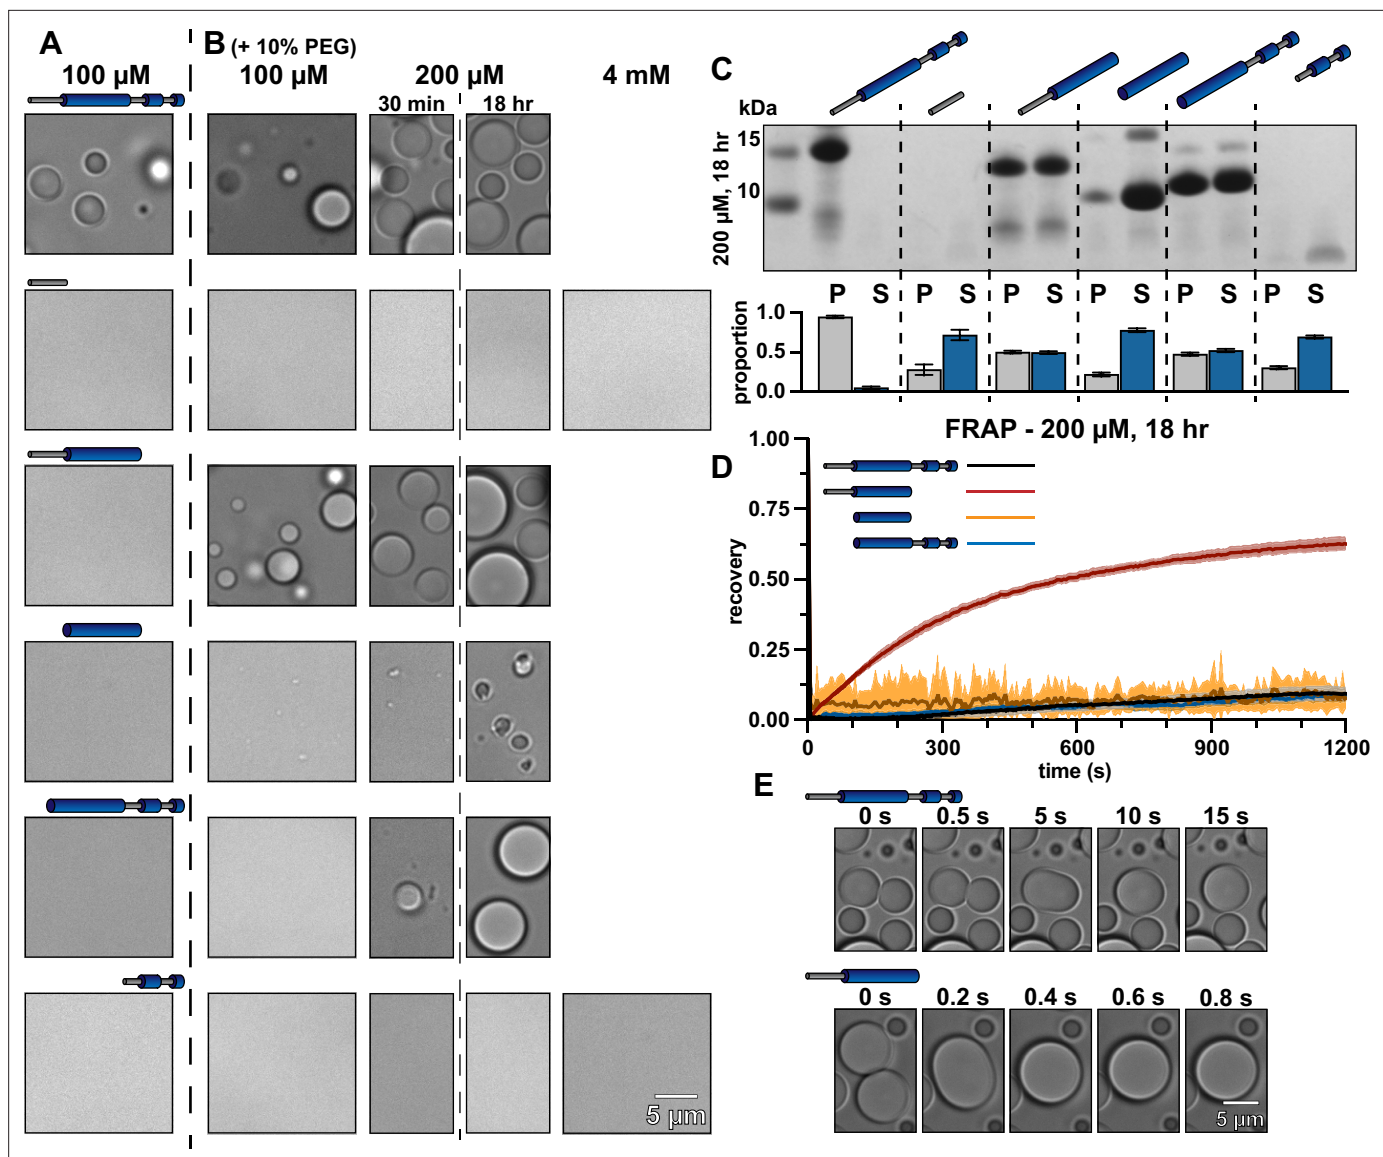 A
100 µM
B (+ 10% PEG)
100 µM
200 µM
4 mM
30 min
18 hr
5 µm
C
kDa
15
10
200 µM, 18 hr
P S P S P S P S P S P S
proportion
1.0
0.5
0.0
FRAP - 200 µM, 18 hr
D
recovery
1.00
0.75
0.50
0.25
0.00
0 300 600 900 1200
time (s)
E
0 s 0.5 s 5 s 10 s 15 s
0 s 0.2 s 0.4 s 0.6 s 0.8 s
5 µm